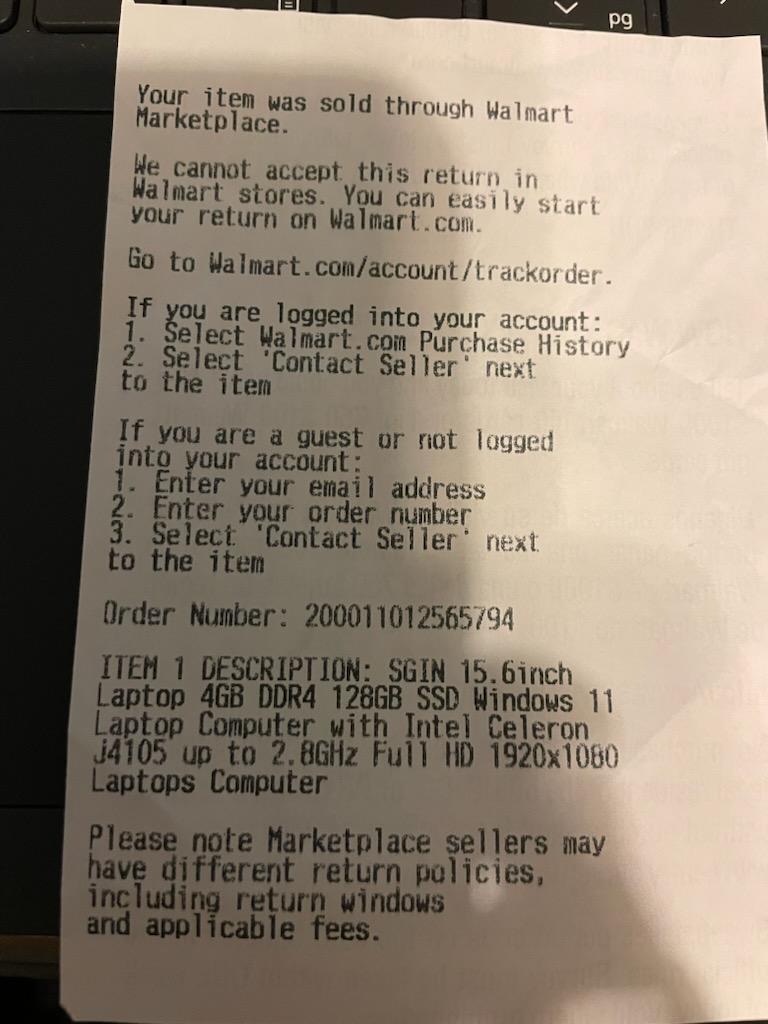 pg
Your item was sold through Walmart
Marketplace.
We cannot accept this return in
Walmart stores. You can easily start
your return on Walmart.com.
Go to Walmart.com/account/trackorder.
If you are logged into your account:
1. Select Walmart.com Purchase History
2. Select 'Contact Seller' next
to the item
If you are a guest or not logged
into your account:
1. Enter your email address
2. Enter your order number
3. Select 'Contact Seller' next
to the item
Order Number: 200011012565794
ITEM 1 DESCRIPTION: SGIN 15.6inch
Laptop 4GB DDR4 128GB SSD Windows 11
Laptop Computer with Intel Celeron
J4105 up to 2.8GHz Full HD 1920x1080
Laptops Computer
Please note Marketplace sellers may
have different return policies,
including return windows
and applicable fees.